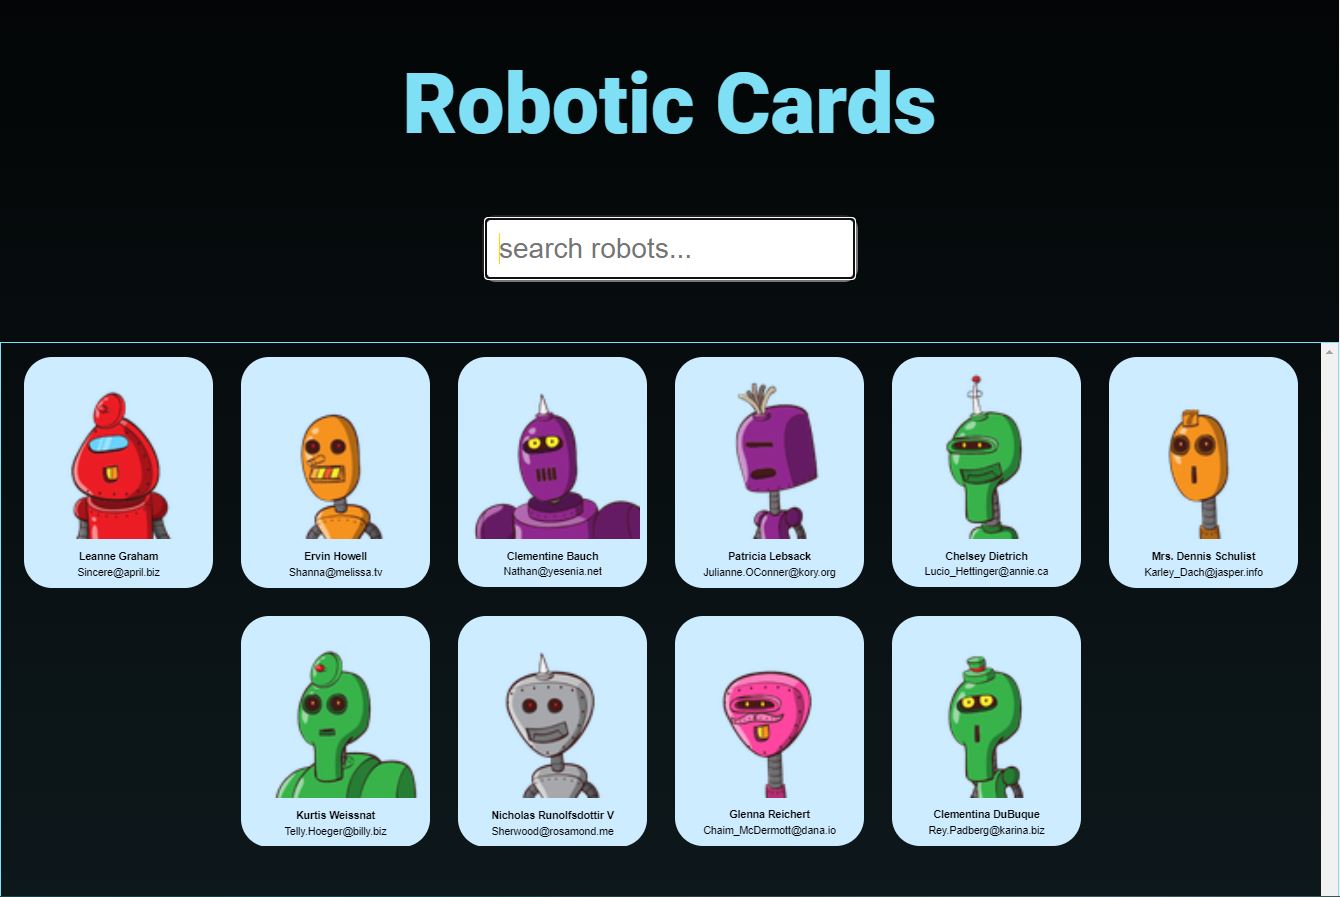 Robotic Cards
search robots...
Leanne Graham
Sincere@april.biz
Ervin Howell
Shanna@melissa.tv
Clementine Bauch
Nathan@yesenia.net
Patricia Lebsack
Julianne.OConner@kory.org
Chelsey Dietrich
Lucio_Hettinger@annie.ca
Mrs. Dennis Schulist
Karley_Dach@jasper.info
Kurtis Weissnat
Telly.Hoeger@billy.biz
Nicholas Runolfsdottir V
Sherwood@rosamond.me
Glenna Reichert
Chaim_McDermott@dana.io
Clementina DuBuque
Rey.Padberg@karina.biz